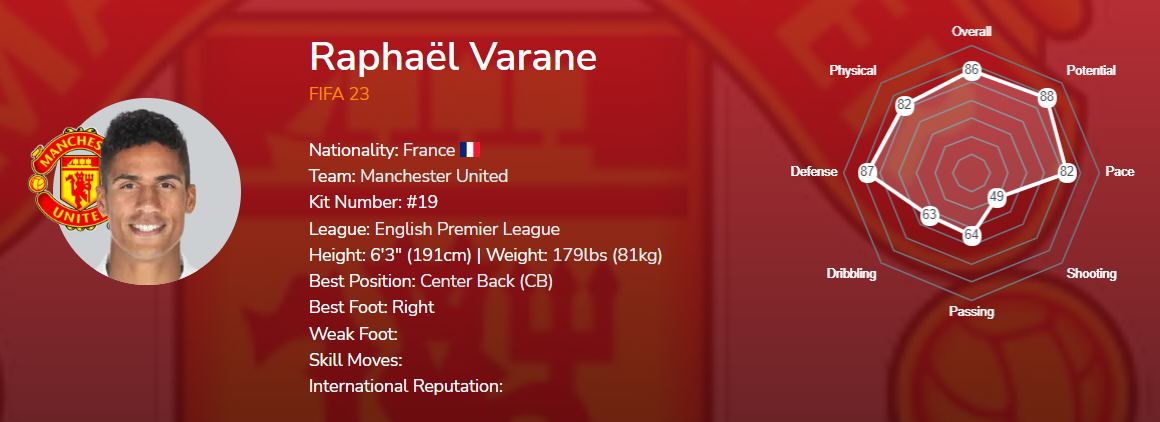 Raphaël Varane
FIFA 23
Nationality: France
Team: Manchester United
Kit Number: #19
League: English Premier League
Height: 6'3" (191cm) | Weight: 179lbs (81kg)
Best Position: Center Back (CB)
Best Foot: Right
Weak Foot:
Skill Moves:
International Reputation:
MANCHES
UNITE
Overall
Physical
Potential
86
88
82
Defense
87
82
Pace
49
63
64
Dribbling
Shooting
Passing